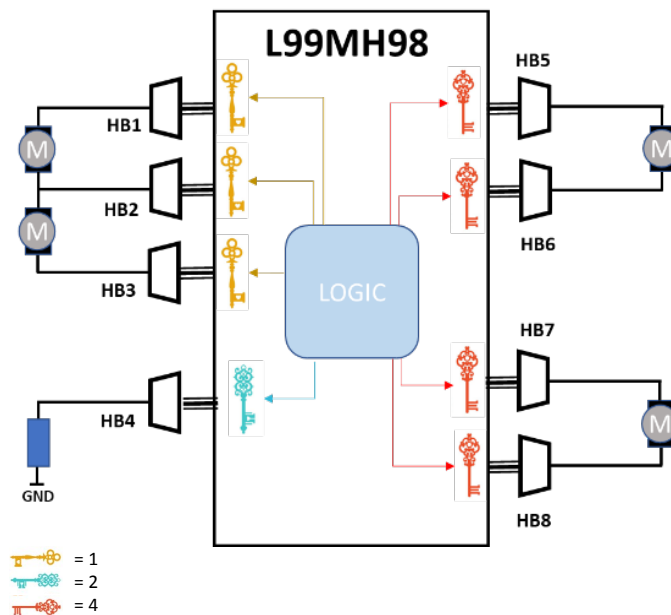 L99MH98
HB1
HB2
HB3
HB4
HB5
HB6
HB7
HB8
M
M
M
M
LOGIC
GND
= 1
= 2
= 4